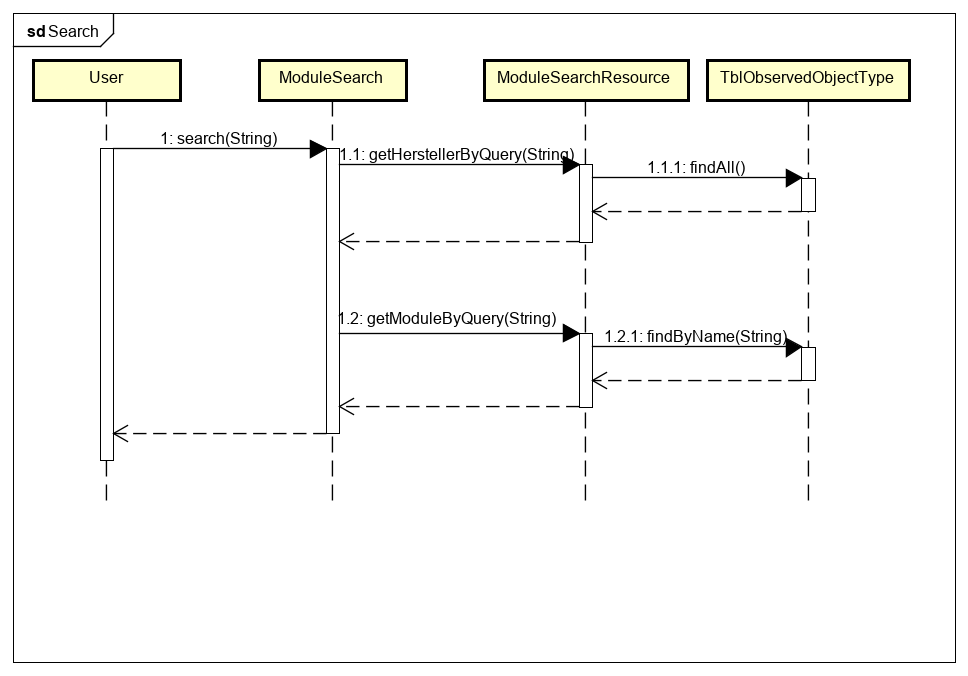 sd Search
User
ModuleSearch
ModuleSearchResource
TblObservedObjectType
1: search(String)
1.1: getHerstellerByQuery(String)
1.1.1: findAll()
1.2: getModuleByQuery(String)
1.2.1: findByName(String)